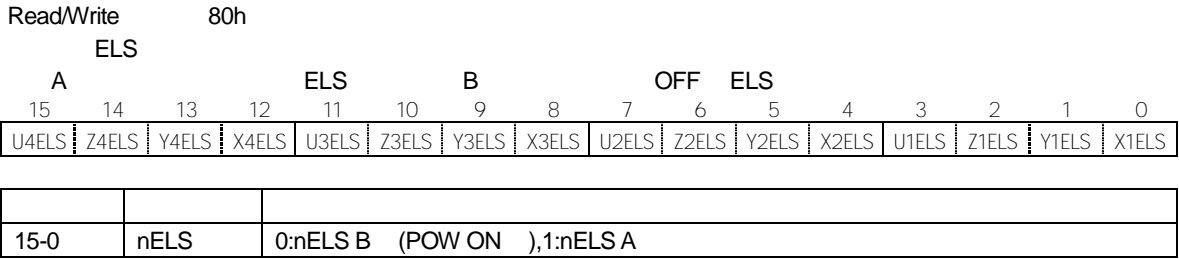 Read/Write 80h
ELS
A ELS B OFF ELS
15 14 13 12 11 10 9 8 7 6 5 4 3 2 1 0
U4ELS Z4ELS Y4ELS X4ELS U3ELS Z3ELS Y3ELS X3ELS U2ELS Z2ELS Y2ELS X2ELS U1ELS Z1ELS Y1ELS X1ELS
15-0 nELS 0:nELS B (POW ON ),1:nELS A